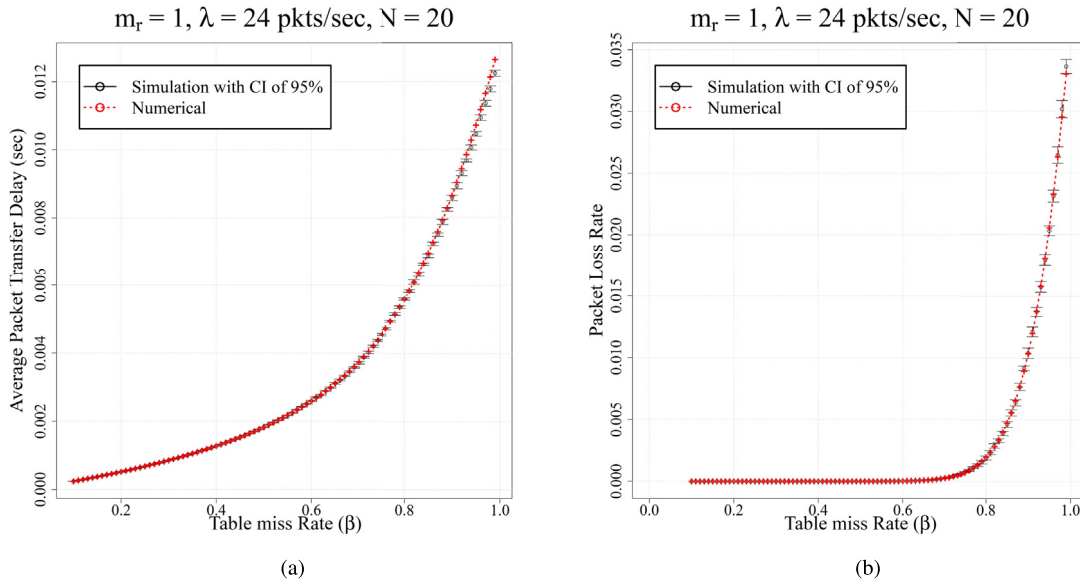 m_r = 1, λ = 24 pkts/sec, N = 20
Average Packet Transfer Delay (sec)
0.012
0.010
0.008
0.006
0.004
0.002
0.000
Simulation with CI of 95%
Numerical
0.2 0.4 0.6 0.8 1.0
Table miss Rate (β)
(a)
m_r = 1, λ = 24 pkts/sec, N = 20
Packet Loss Rate
0.035
0.030
0.025
0.020
0.015
0.010
0.005
0.000
Simulation with CI of 95%
Numerical
0.0 0.2 0.4 0.6 0.8 1.0
Table miss Rate (β)
(b)